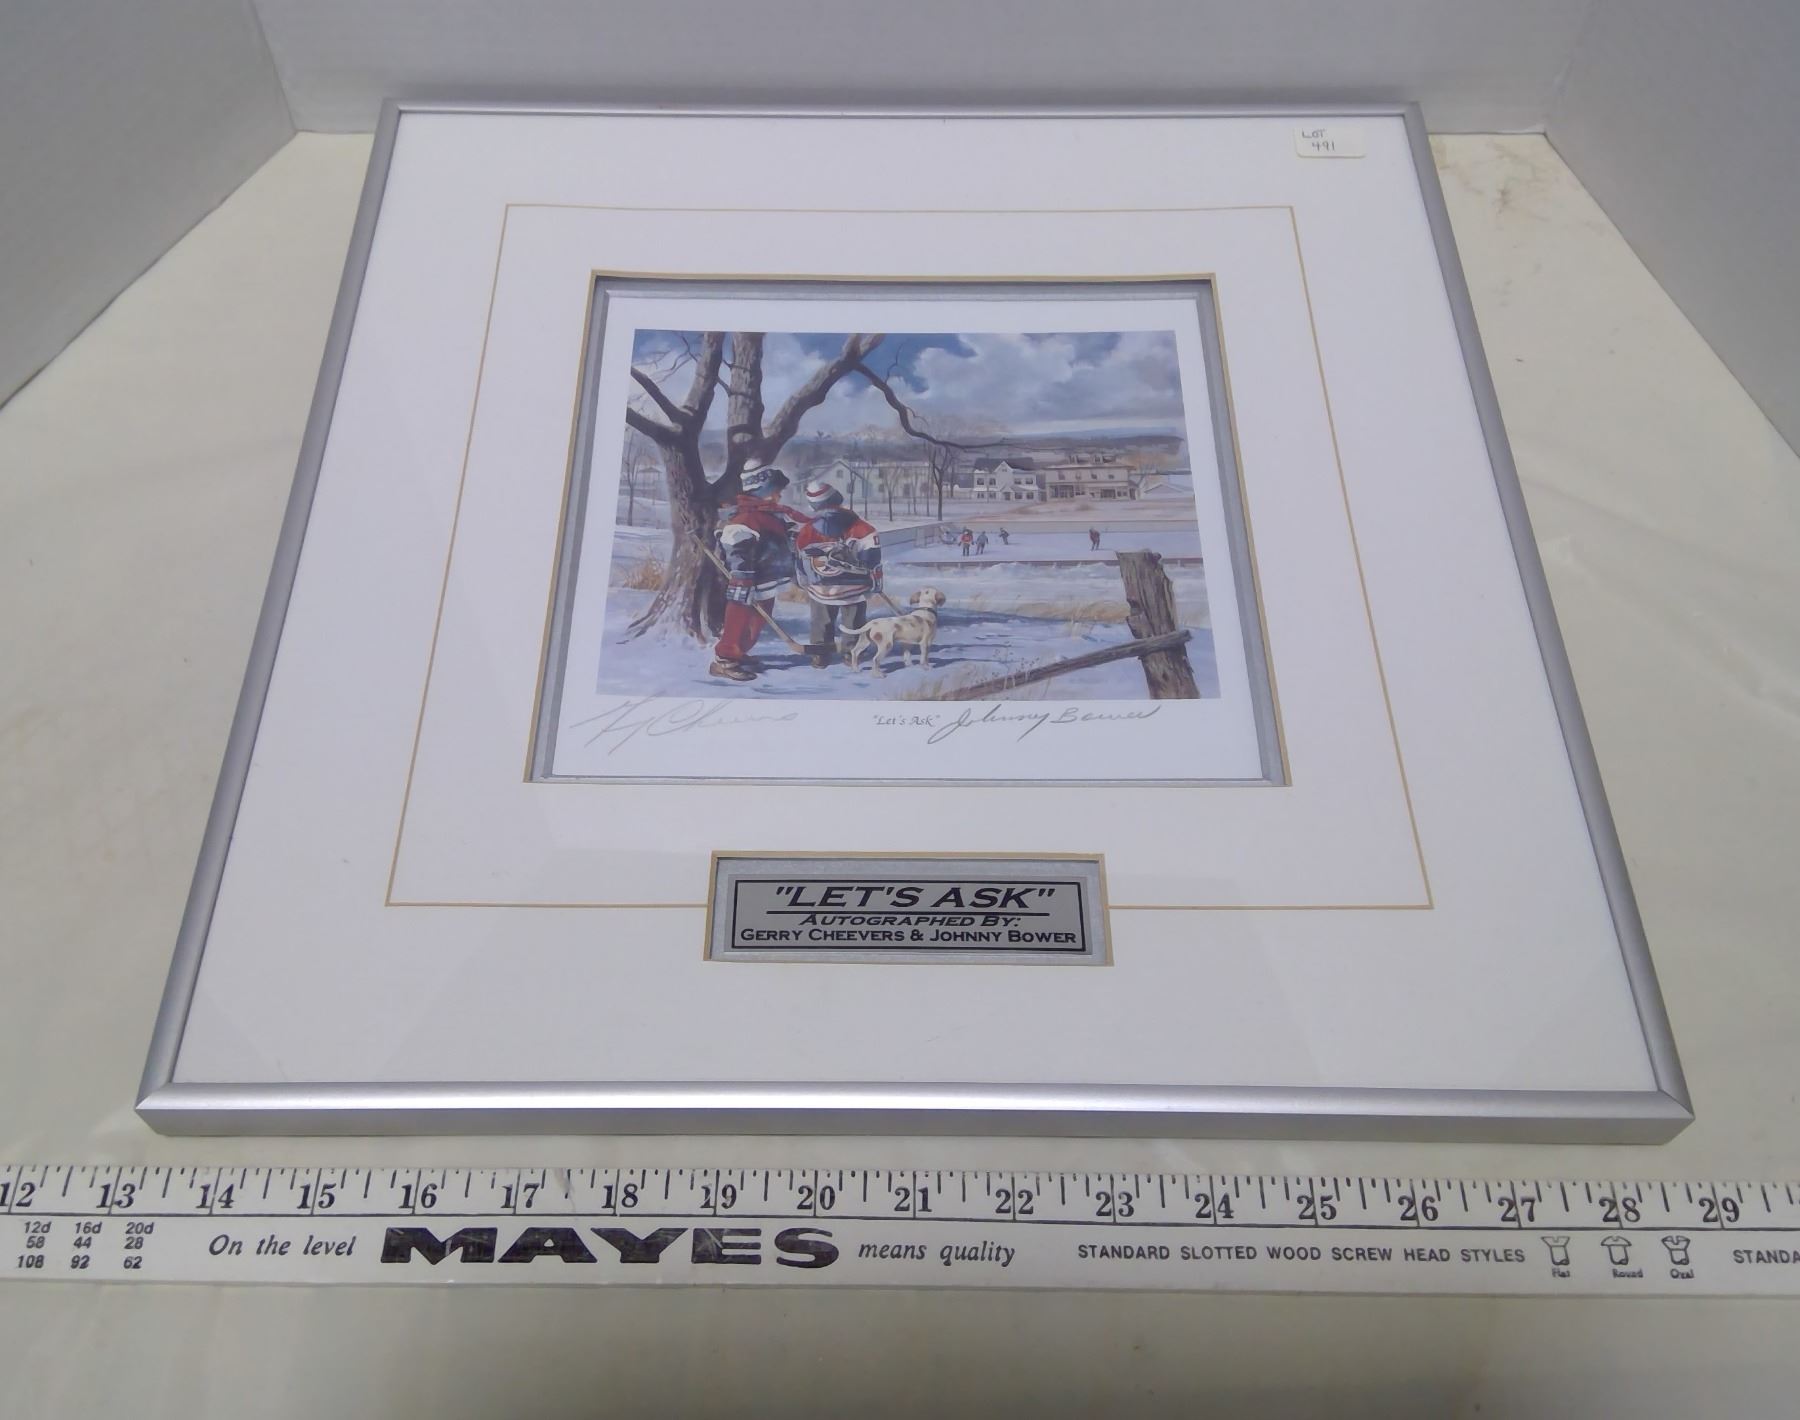 LOT
491
Gerry Cheevers "Let's Ask" Johnny Bower
"LET'S ASK"
AUTOGRAPHED BY:
GERRY CHEEVERS & JOHNNY BOWER
12 13 14 15 16 17 18 19 20 21 22 23 24 25 26 27 28 29
12d 16d 20d
58 44 28
108 92 62
On the level MAYES means quality STANDARD SLOTTED WOOD SCREW HEAD STYLES STANDA
Flat Round Oval